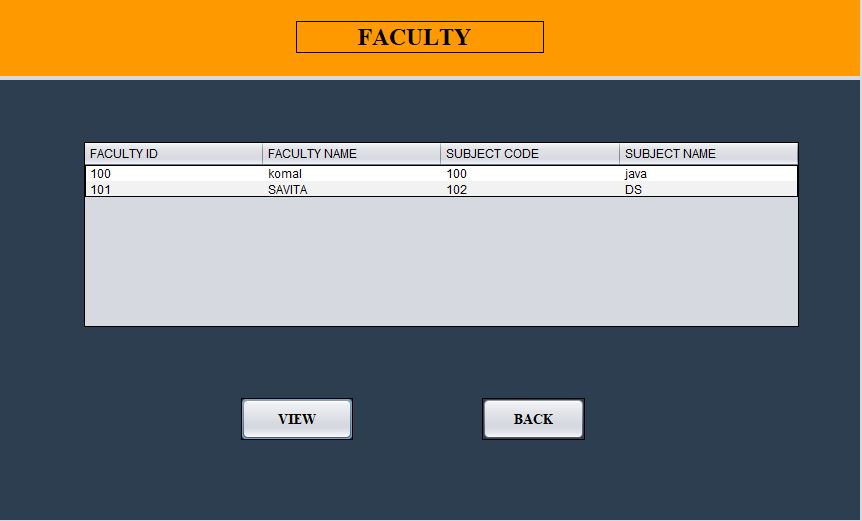 FACULTY
FACULTY ID FACULTY NAME SUBJECT CODE SUBJECT NAME
100 komal 100 java
101 SAVITA 102 DS
VIEW BACK